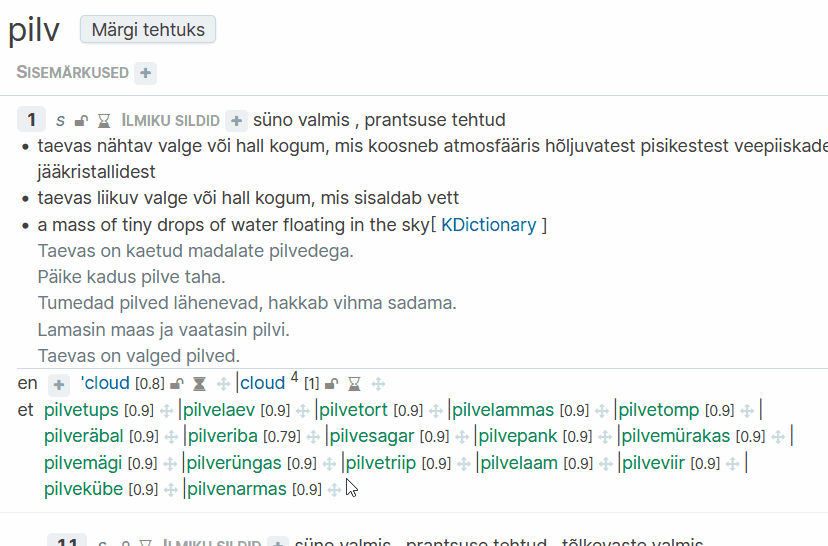 pilv Märgi tehtuks
SISEMÄRKUSED +
1 S ILMIKU SILDID + süno valmis , prantsuse tehtud
• taevas nähtav valge või hall kogum, mis koosneb atmosfääris hõljuvatest pisikestest
jääkristallidest
• taevas liikuv valge või hall kogum, mis sisaldab vett
• a mass of tiny drops of water floating in the sky[ KDictionary ]
Taevas on kaetud madalate pilvedega.
Päike kadus pilve taha.
Tumedad pilved lähenevad, hakkab vihma sadama.
Lamasin maas ja vaatasin pilvi.
Taevas on valged pilved.
en + 'cloud [0.8] |cloud 4 [1]
et pilvetups [0.9] |pilvelaev [0.9] |pilvetort [0.9] |pilvelammas [0.9] |pilvetomp [0.9] |
pilveräbal [0.9] |pilveriba [0.79] |pilvesagar [0.9] |pilvepank [0.9] |pilvemürakas [0.9] |
pilvemägi [0.9] |pilverüngas [0.9] |pilvetriip [0.9] |pilvelaam [0.9] |pilveviir [0.9] |
pilvekübe [0.9] |pilvenarmas [0.9]
1.1 S ILMIKU SILDID + süno valmis , prantsuse tehtud , tõlkevaste valmis